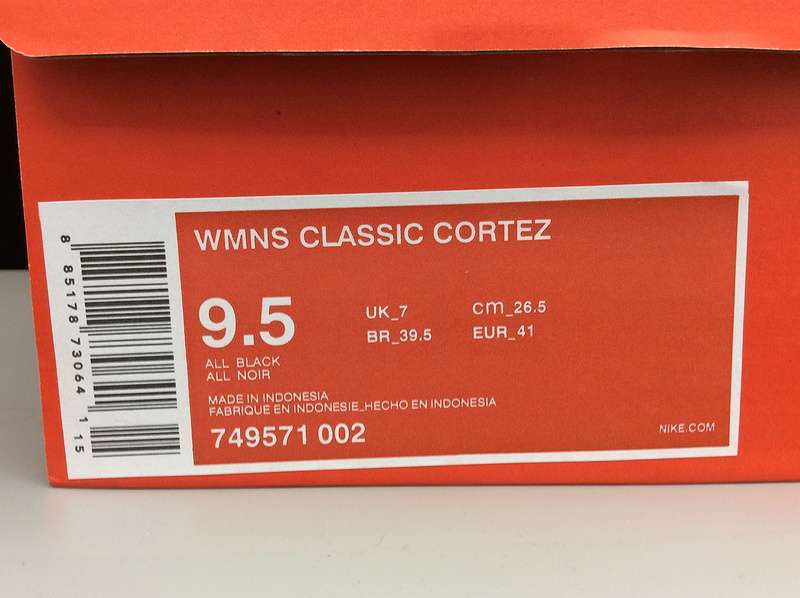 WMNS CLASSIC CORTEZ
9.5
UK_7 cm_26.5
BR_39.5 EUR_41
ALL BLACK
ALL NOIR
MADE IN INDONESIA
FABRIQUE EN INDONESIE_HECHO EN INDONESIA
749571 002
NIKE.COM
8 85178 73064 1 15